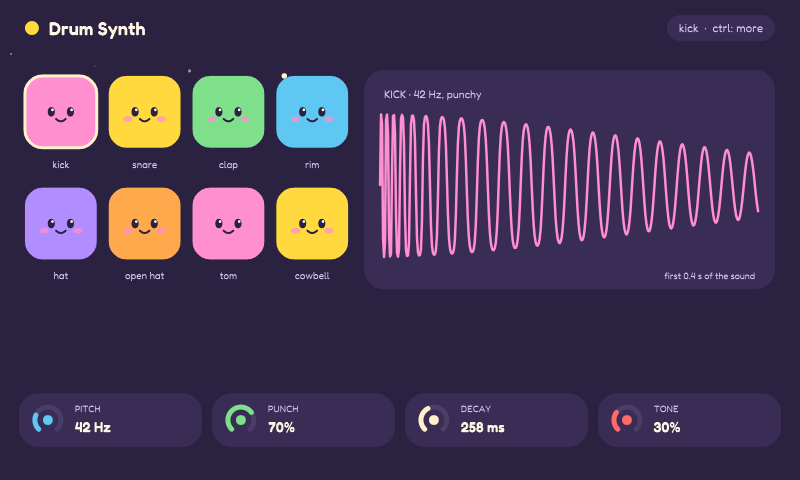 Drum Synth
kick · ctrl: more
KICK · 42 Hz, punchy
kick
snare
clap
rim
hat
open hat
tom
cowbell
first 0.4 s of the sound
PITCH
42 Hz
PUNCH
70%
DECAY
258 ms
TONE
30%